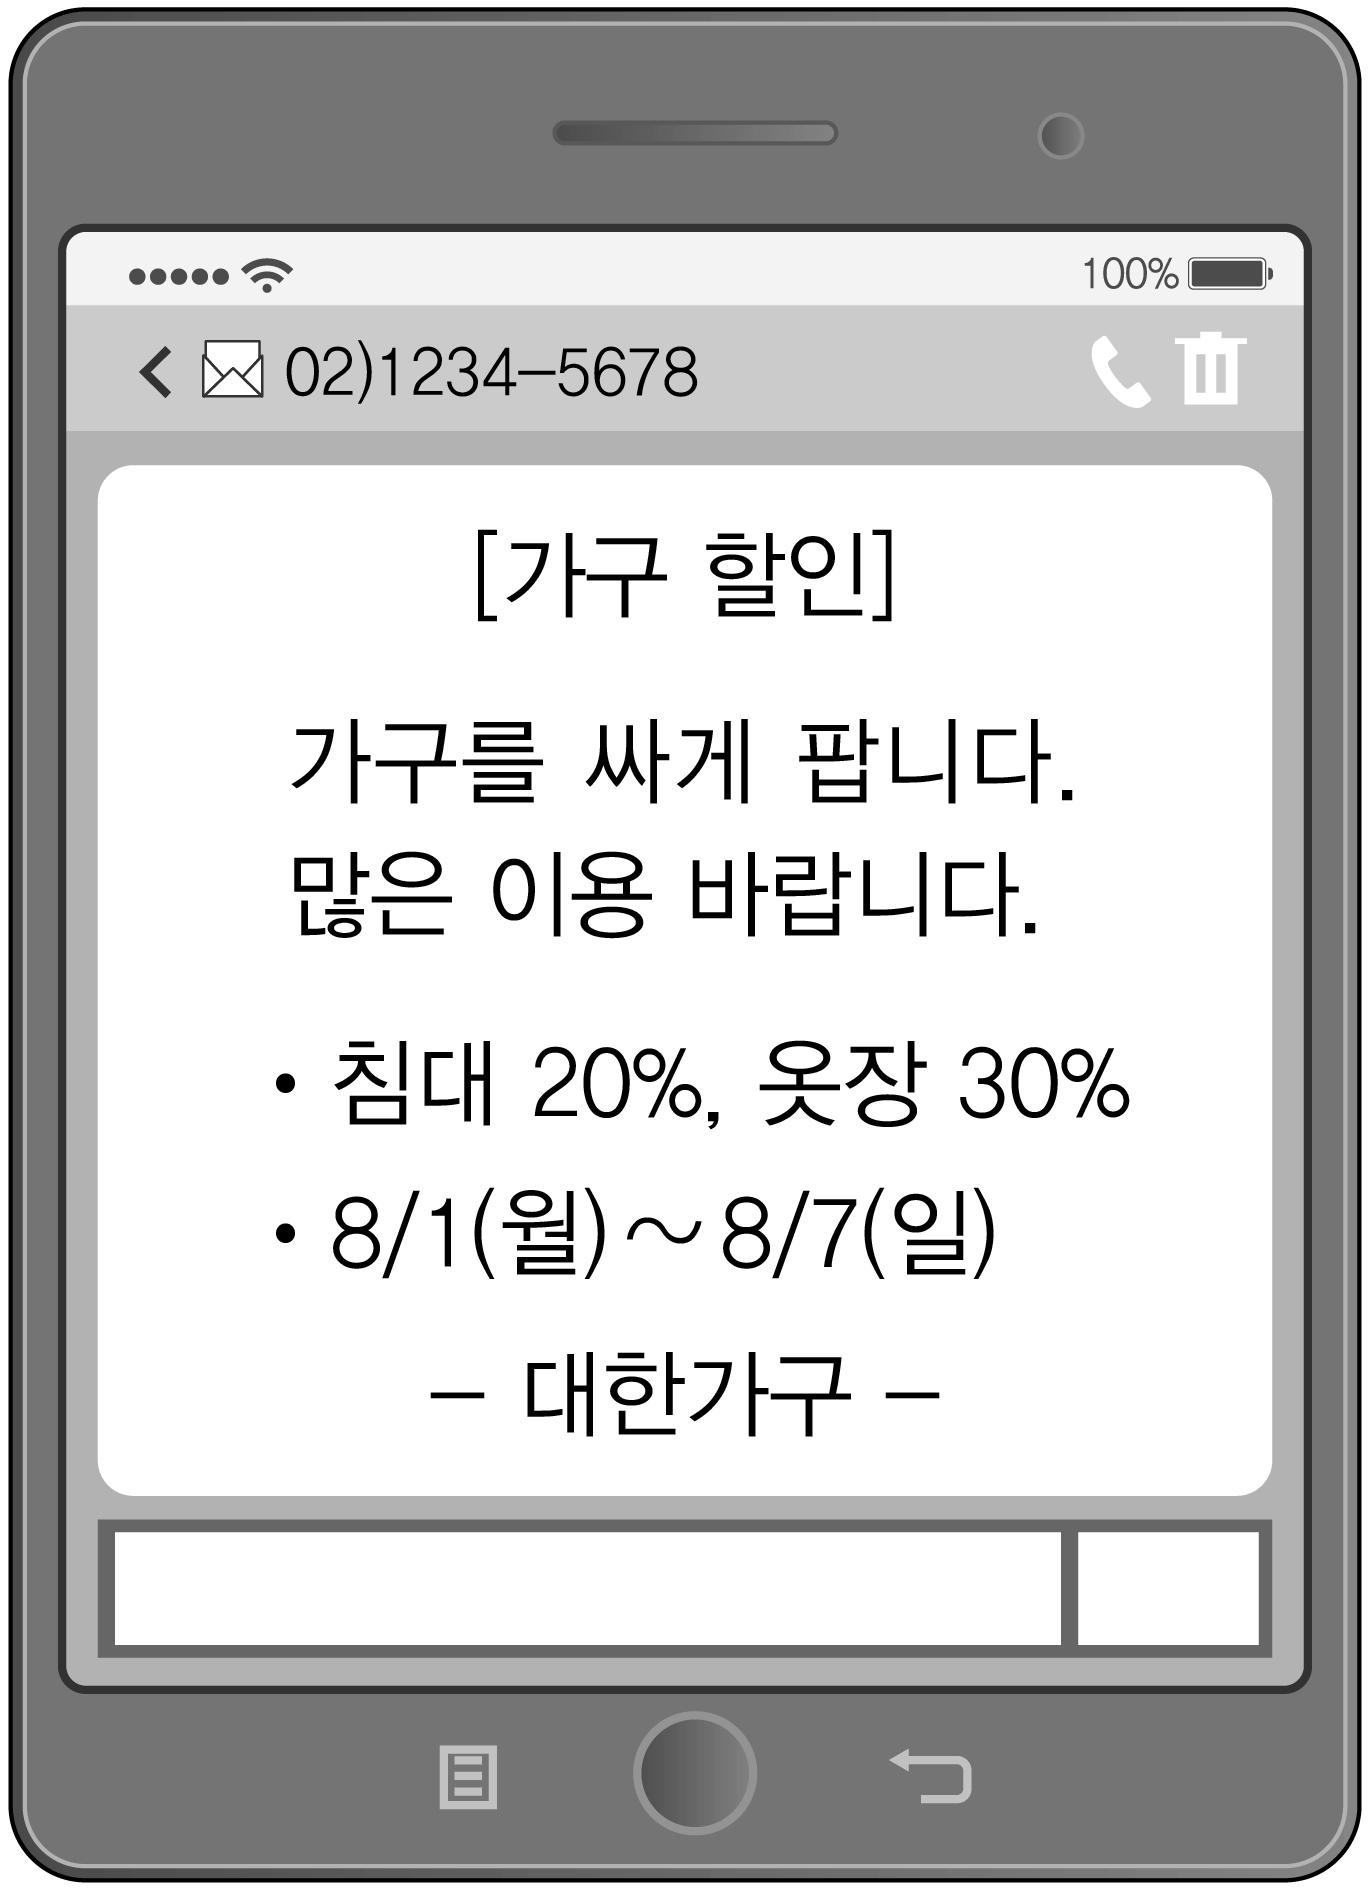 100%
02)1234-5678
[가구 할인]
가구를 싸게 팝니다.
많은 이용 바랍니다.
• 침대 20%, 옷장 30%
• 8/1(월)~8/7(일)
- 대한가구 -